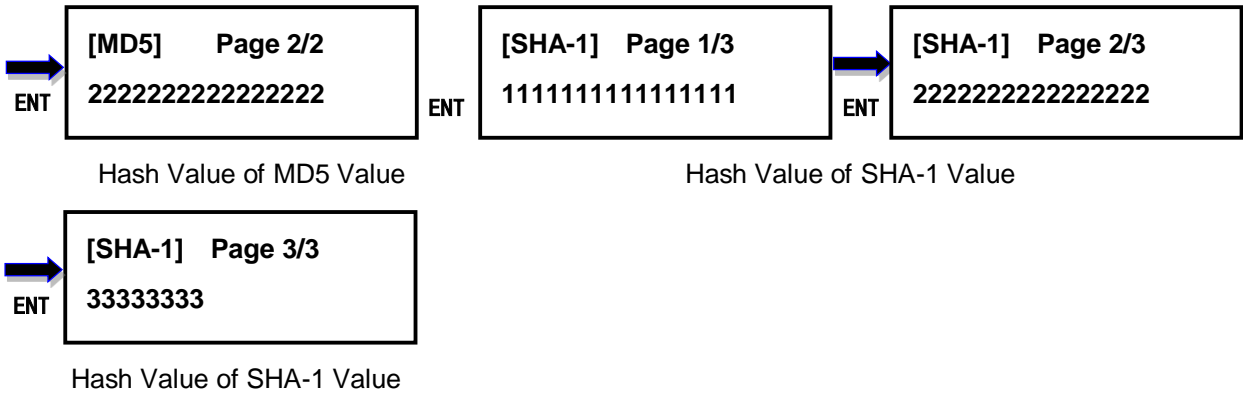 [MD5] Page 2/2
2222222222222222
ENT
Hash Value of MD5 Value
ENT
[SHA-1] Page 1/3
1111111111111111
ENT
[SHA-1] Page 2/3
2222222222222222
Hash Value of SHA-1 Value
ENT
[SHA-1] Page 3/3
33333333
Hash Value of SHA-1 Value